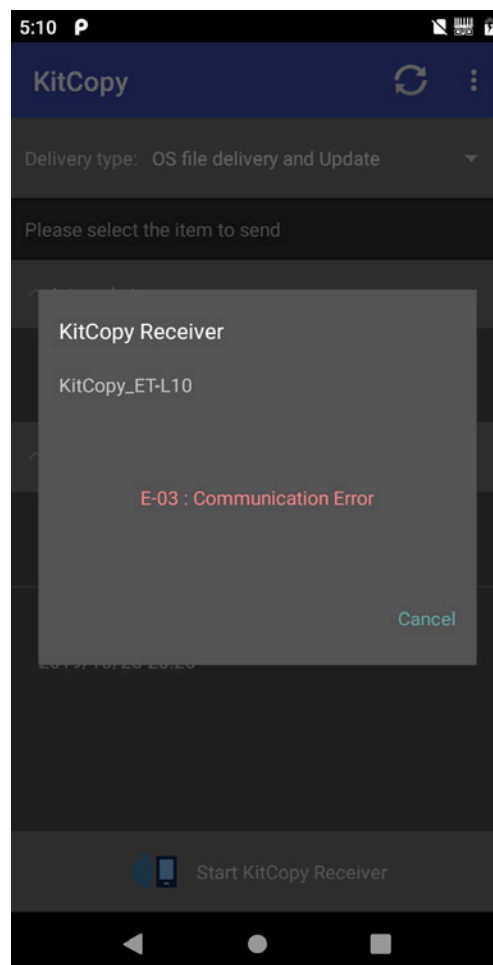 5:10
KitCopy
Delivery type: OS file delivery and Update
Please select the item to send
KitCopy Receiver
KitCopy_ET-L10
E-03 : Communication Error
Cancel
Start KitCopy Receiver